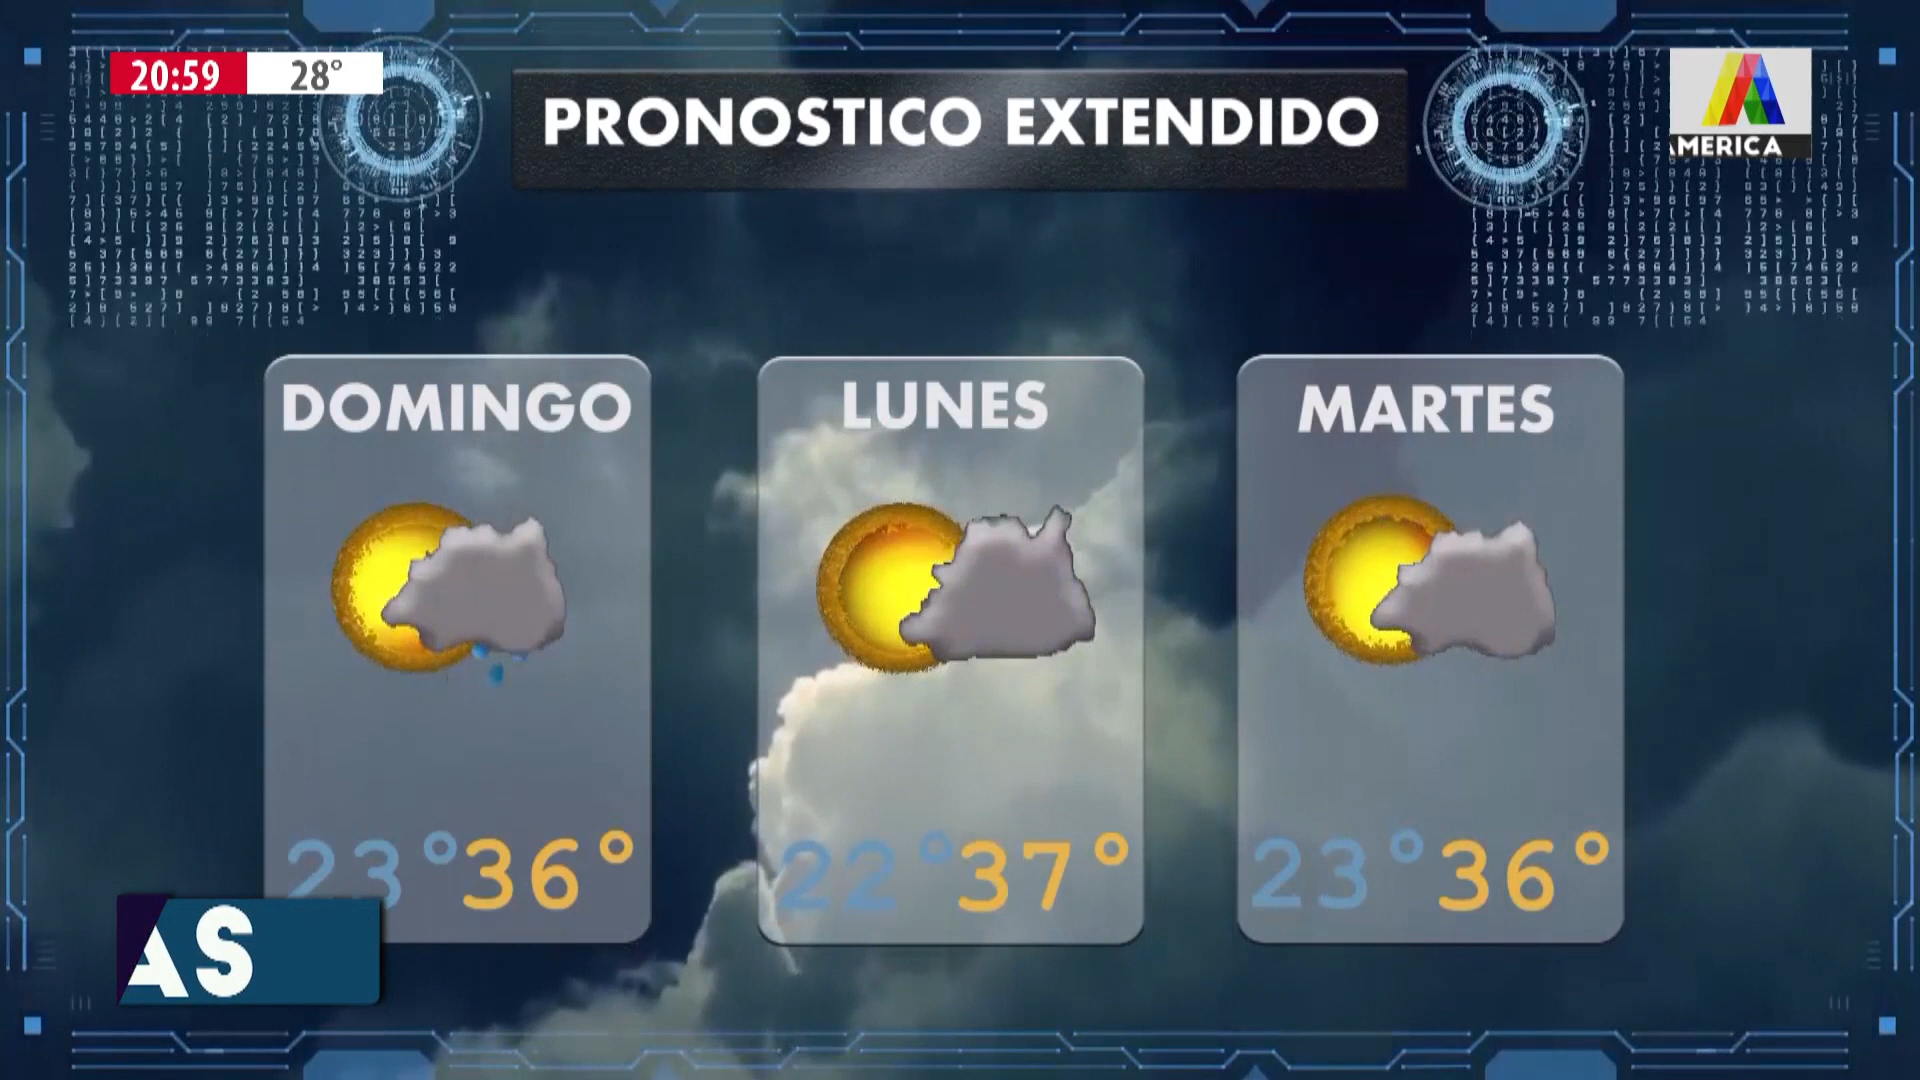 20:59 28°
PRONOSTICO EXTENDIDO
AMERICA
DOMINGO
LUNES
MARTES
23° 36°
22° 37°
23° 36°
AS